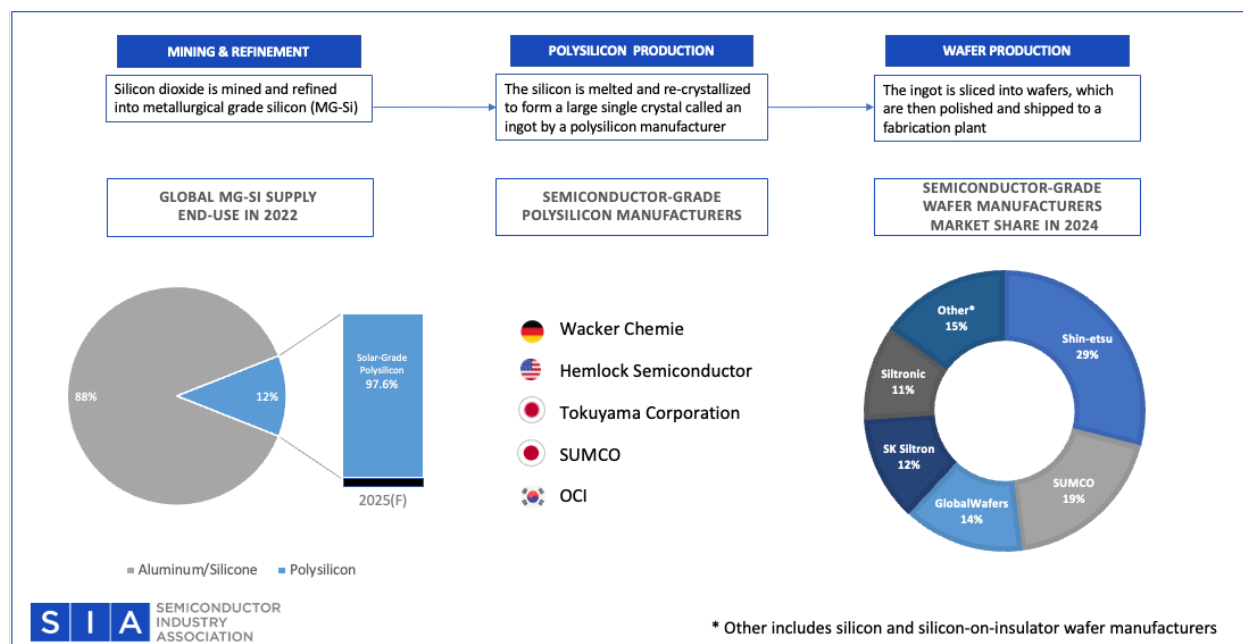 MINING & REFINEMENT
Silicon dioxide is mined and refined
into metallurgical grade silicon (MG-Si)
POLYSILICON PRODUCTION
The silicon is melted and re-crystallized
to form a large single crystal called an
ingot by a polysilicon manufacturer
WAFER PRODUCTION
The ingot is sliced into wafers, which
are then polished and shipped to a
fabrication plant
GLOBAL MG-SI SUPPLY
END-USE IN 2022
SEMICONDUCTOR-GRADE
POLYSILICON MANUFACTURERS
SEMICONDUCTOR-GRADE
WAFER MANUFACTURERS
MARKET SHARE IN 2024
88%
12%
Solar-Grade
Polysilicon
97.6%
2025(F)
Aluminum/Silicone
Polysilicon
Wacker Chemie
Hemlock Semiconductor
Tokuyama Corporation
SUMCO
OCI
Other*
15%
Shin-etsu
29%
Siltronic
11%
SK Siltron
12%
GlobalWafers
14%
SUMCO
19%
SIA
SEMICONDUCTOR
INDUSTRY
ASSOCIATION
* Other includes silicon and silicon-on-insulator wafer manufacturers